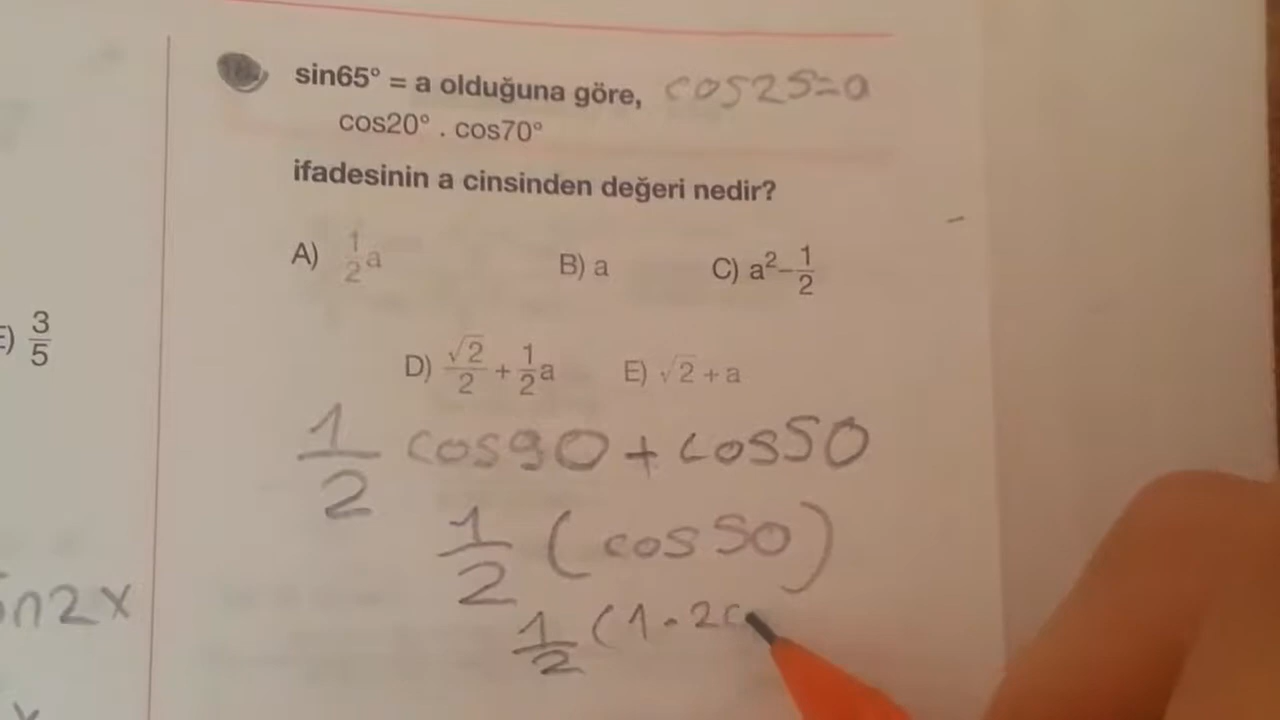 sin65° = a olduğuna göre, cos25=a
cos20° . cos70°
ifadesinin a cinsinden değeri nedir?
A) 1/2 a B) a C) a²-1/2
D) √2/2 + 1/2 a E) √2 + a
E) 3/5
1/2 cos90 + cos50
1/2 (cos50)
in2x
1/2 (1 - 2c